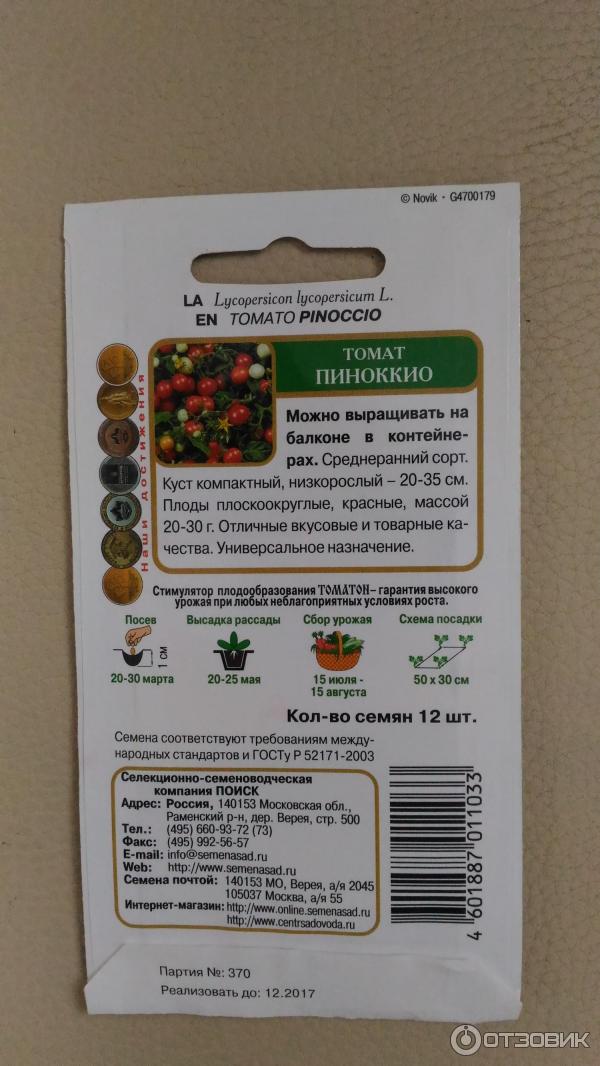 © Novik · G4700179
LA Lycopersicon lycopersicum L.
EN TOMATO PINOCCIO
Наши достижения
ТОМАТ
ПИНОККИО
Можно выращивать на
балконе в контейне-
рах. Среднеранний сорт.
Куст компактный, низкорослый – 20-35 см.
Плоды плоскоокруглые, красные, массой
20-30 г. Отличные вкусовые и товарные ка-
чества. Универсальное назначение.
Стимулятор плодообразования ТОМАТОН – гарантия высокого
урожая при любых неблагоприятных условиях роста.
Посев
1 см
20-30 марта
Высадка рассады
20-25 мая
Сбор урожая
15 июля -
15 августа
Схема посадки
50 х 30 см
Кол-во семян 12 шт.
Семена соответствуют требованиям между-
народных стандартов и ГОСТу Р 52171-2003
Селекционно-семеноводческая
компания ПОИСК
Адрес: Россия, 140153 Московская обл.,
Раменский р-н, дер. Верея, стр. 500
Тел.: (495) 660-93-72 (73)
Факс: (495) 992-56-57
E-mail: info@semenasad.ru
Web: http://www.semenasad.ru
Семена почтой: 140153 МО, Верея, а/я 2045
105037 Москва, а/я 55
Интернет-магазин: http://www.online.semenasad.ru
http://www.centrsadovoda.ru
4 601887 011033
Партия №: 370
Реализовать до: 12.2017
ОТЗОВИК